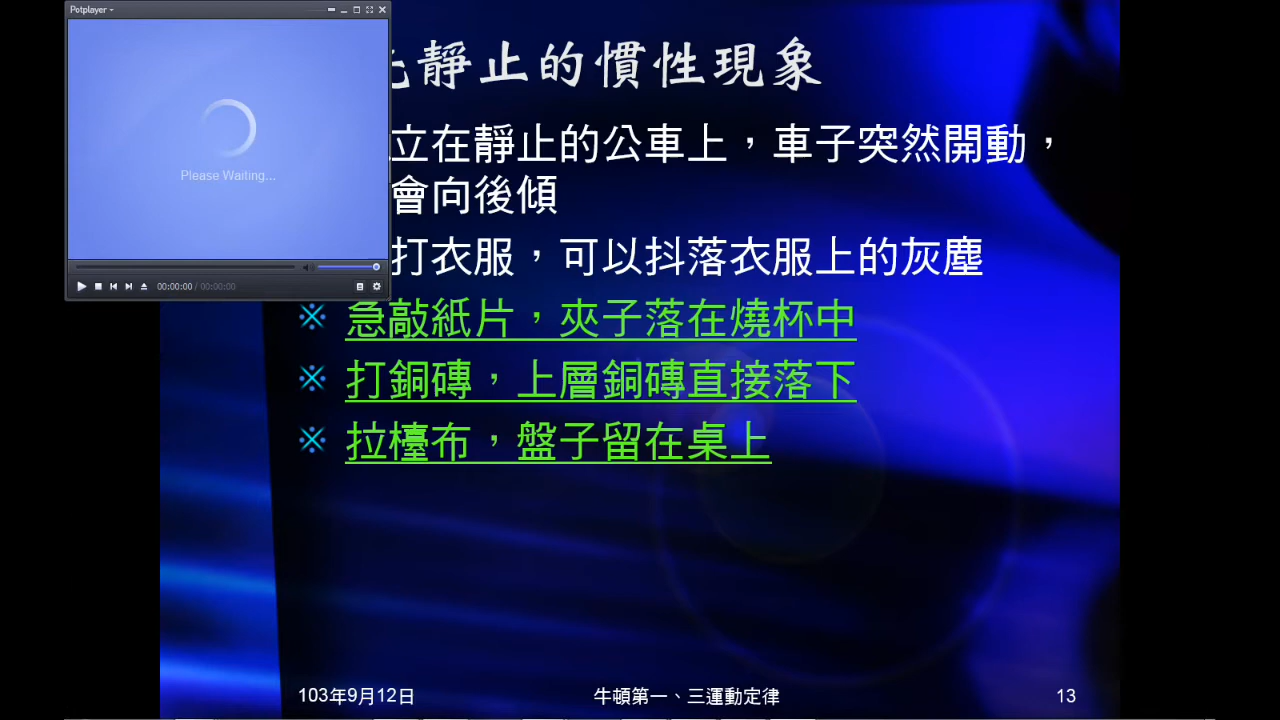 Potplayer
Please Waiting...
00:00:00 / 00:00:00
靜止的慣性現象
立在靜止的公車上，車子突然開動，
會向後傾
打衣服，可以抖落衣服上的灰塵
※ 急敲紙片，夾子落在燒杯中
※ 打銅磚，上層銅磚直接落下
※ 拉檯布，盤子留在桌上
103年9月12日
牛頓第一、三運動定律
13